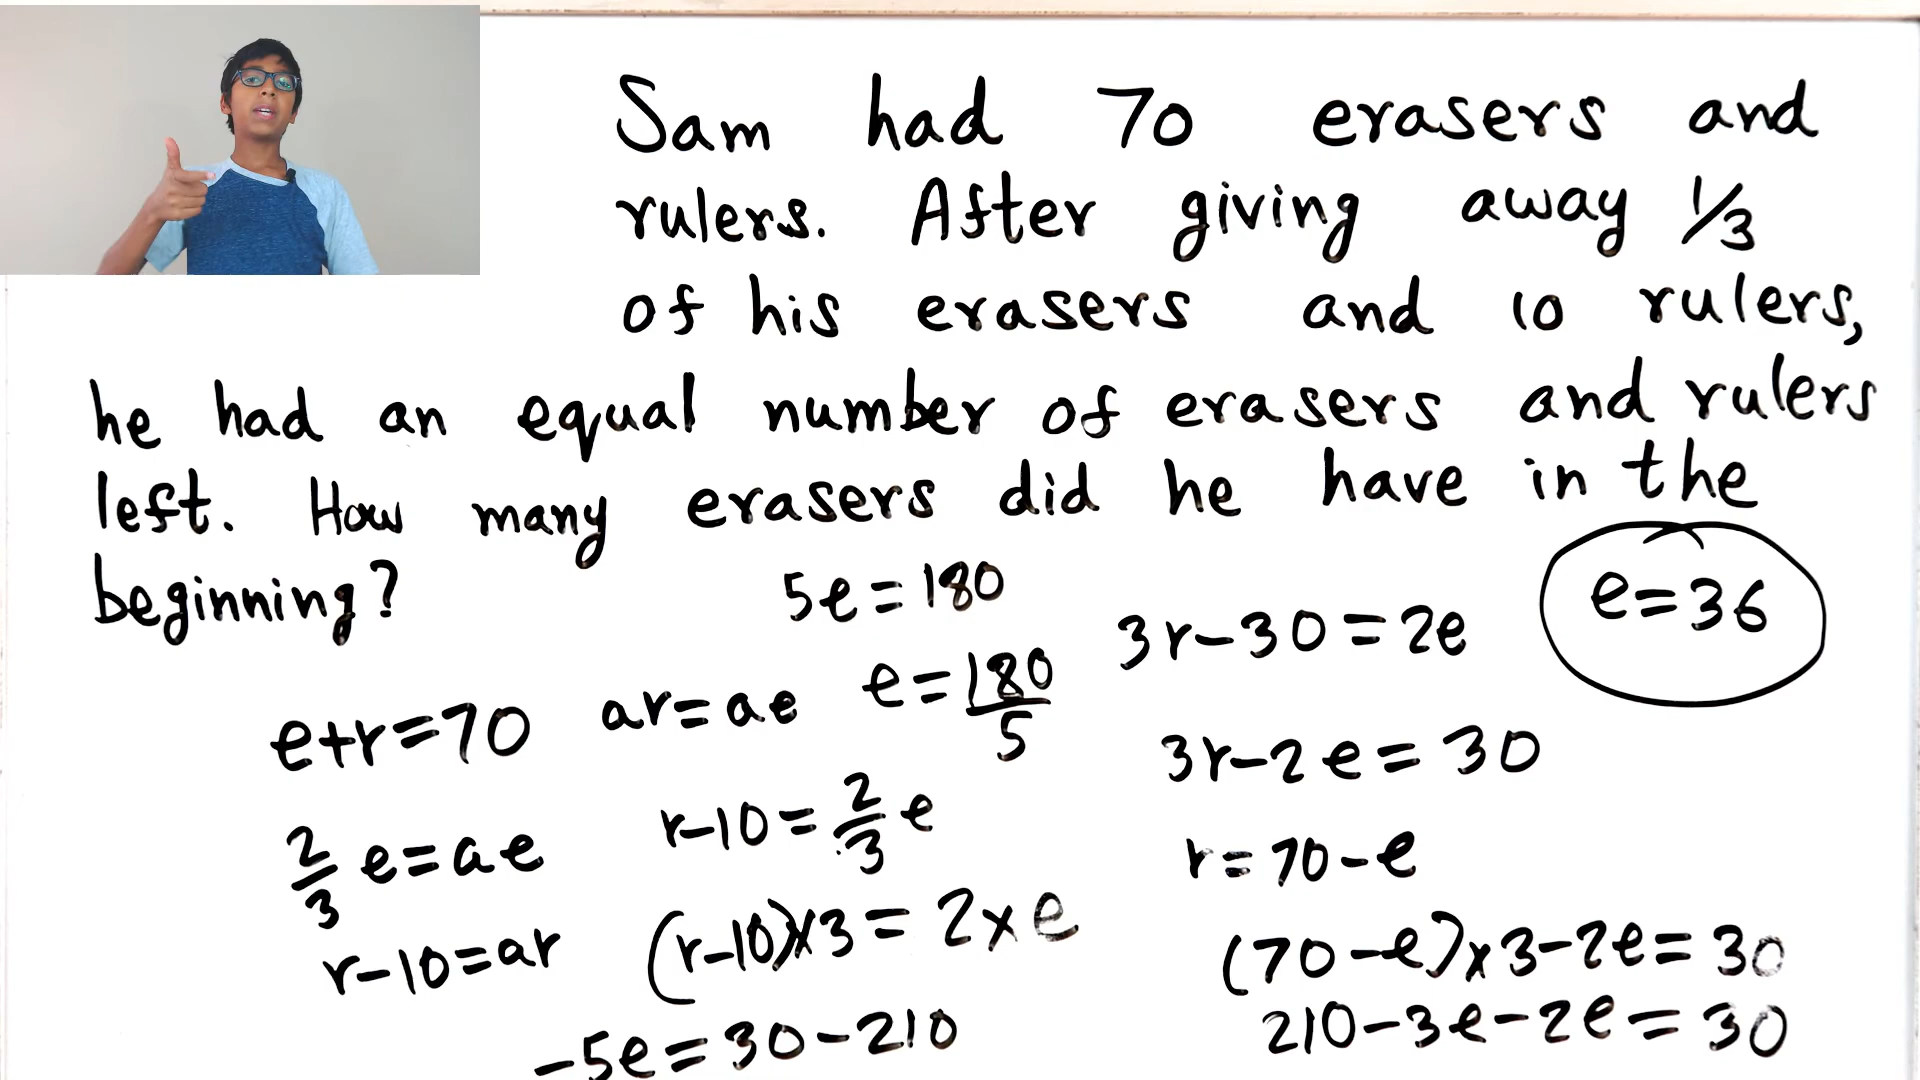 Sam had 70 erasers and
rulers. After giving away 1/3
of his erasers and 10 rulers,
he had an equal number of erasers and rulers
left. How many erasers did he have in the
beginning?
5e=180
e=36
3r-30=2e
e+r=70
ar=ae
e=180/5
3r-2e=30
2/3 e=ae
r-10=2/3 e
r=70-e
r-10=ar
(r-10)×3=2×e
(70-e)×3-2e=30
-5e=30-210
210-3e-2e=30